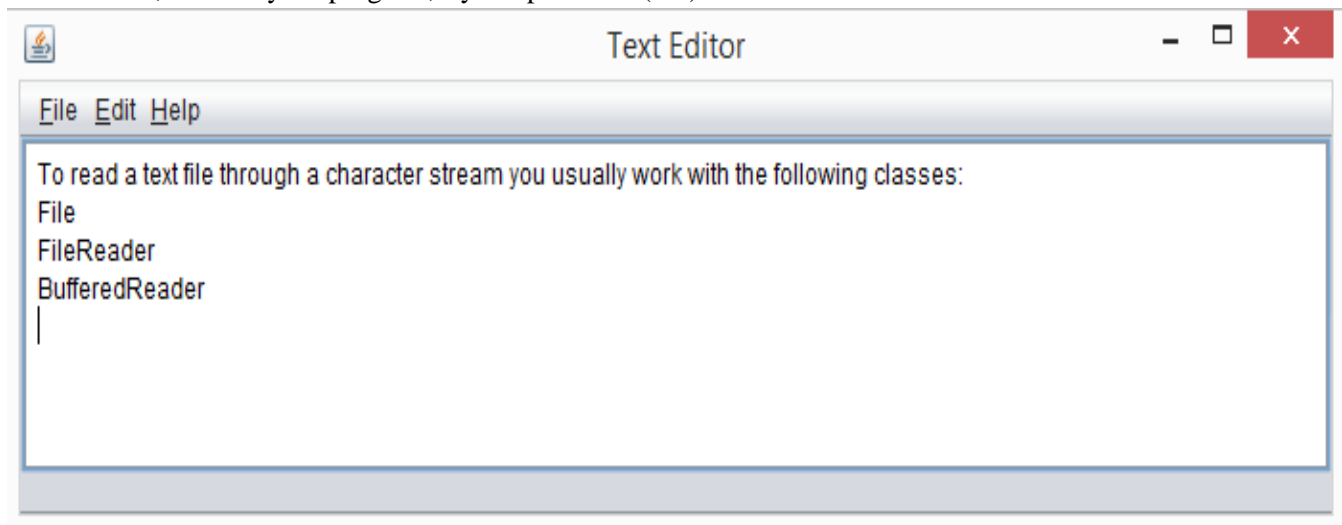 Text Editor
File Edit Help
To read a text file through a character stream you usually work with the following classes:
File
FileReader
BufferedReader